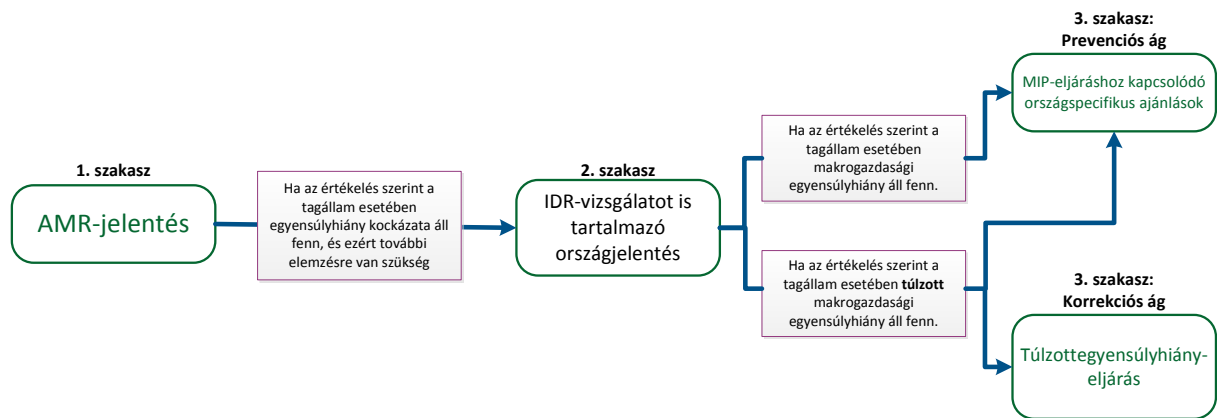 1. szakasz
AMR-jelentés
Ha az értékelés szerint a
tagállam esetében
egyensúlyhiány kockázata áll
fenn, és ezért további
elemzésre van szükség
2. szakasz
IDR-vizsgálatot is
tartalmazó
országjelentés
Ha az értékelés szerint a
tagállam esetében
makrogazdasági
egyensúlyhiány áll fenn.
Ha az értékelés szerint a
tagállam esetében túlzott
makrogazdasági
egyensúlyhiány áll fenn.
3. szakasz:
Prevenciós ág
MIP-eljáráshoz kapcsolódó
országspecifikus ajánlások
3. szakasz:
Korrekciós ág
Túlzottegyensúlyhiány-
eljárás